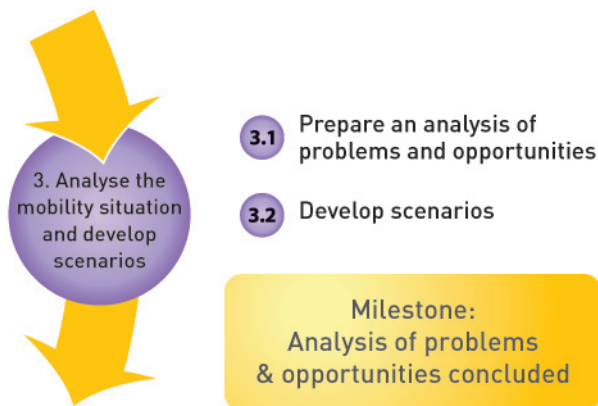 3. Analyse the
mobility situation
and develop
scenarios
3.1 Prepare an analysis of
problems and opportunities
3.2 Develop scenarios
Milestone:
Analysis of problems
& opportunities concluded